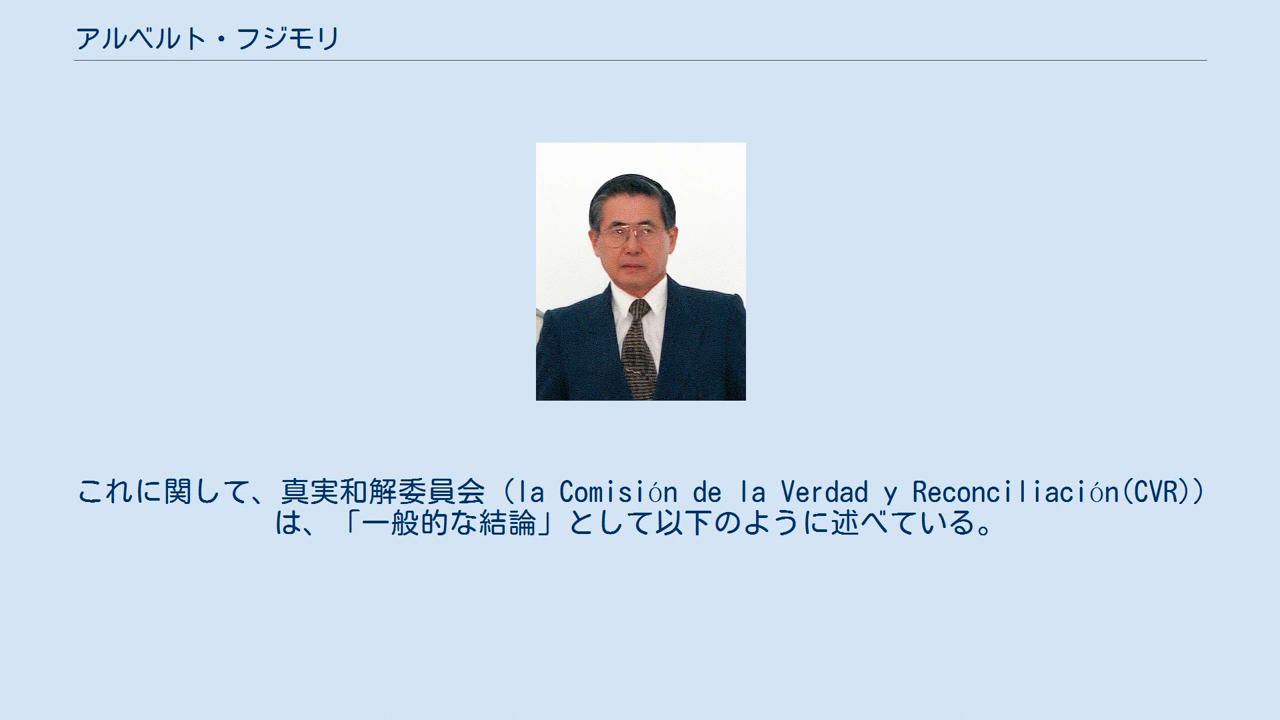 アルベルト・フジモリ
これに関して、真実和解委員会（la Comisión de la Verdad y Reconciliación(CVR)）
は、「一般的な結論」として以下のように述べている。